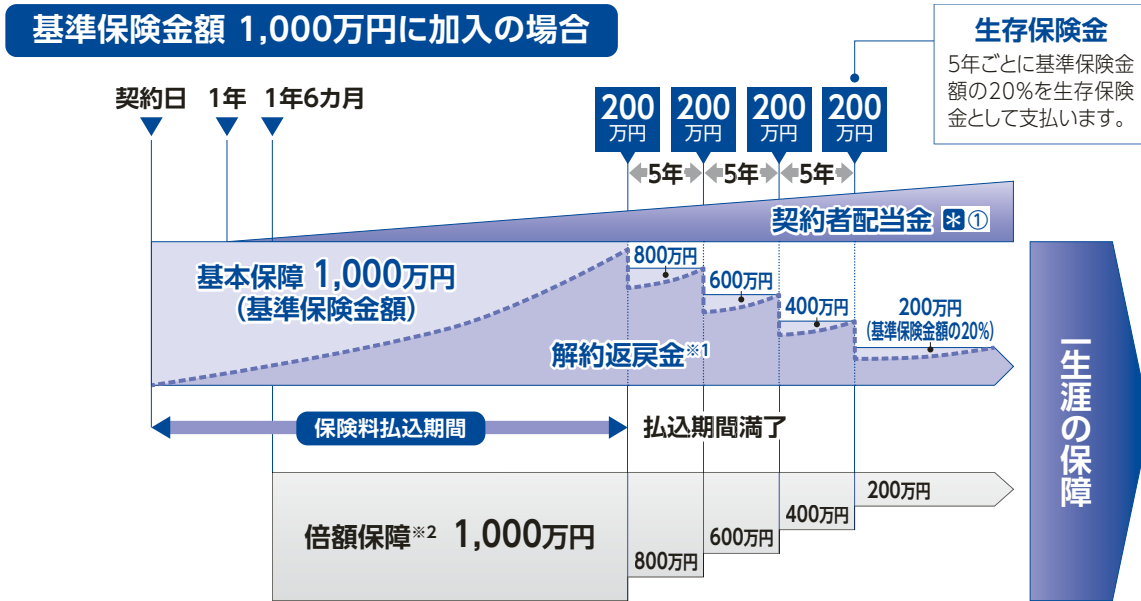 基準保険金額 1,000万円に加入の場合
生存保険金
5年ごとに基準保険金
額の20%を生存保険
金として支払います。
契約日 1年 1年6カ月
200 200 200 200
万円 万円 万円 万円
5年 5年 5年
契約者配当金 ＊①
基本保障 1,000万円
(基準保険金額)
800万円
600万円
400万円
200万円
(基準保険金額の20%)
解約返戻金※1
保険料払込期間
払込期間満了
倍額保障※2 1,000万円
800万円
600万円
400万円
200万円
一生涯の保障